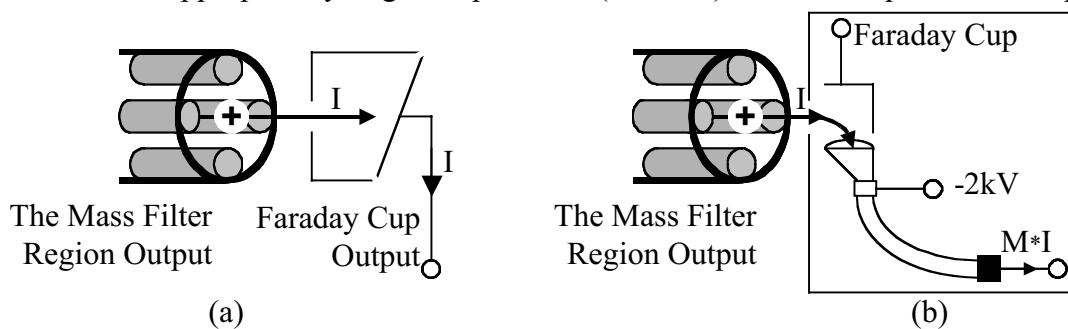 I
I
The Mass Filter
Region Output
Faraday Cup
Output
(a)
Faraday Cup
I
-2kV
The Mass Filter
Region Output
M*I
(b)